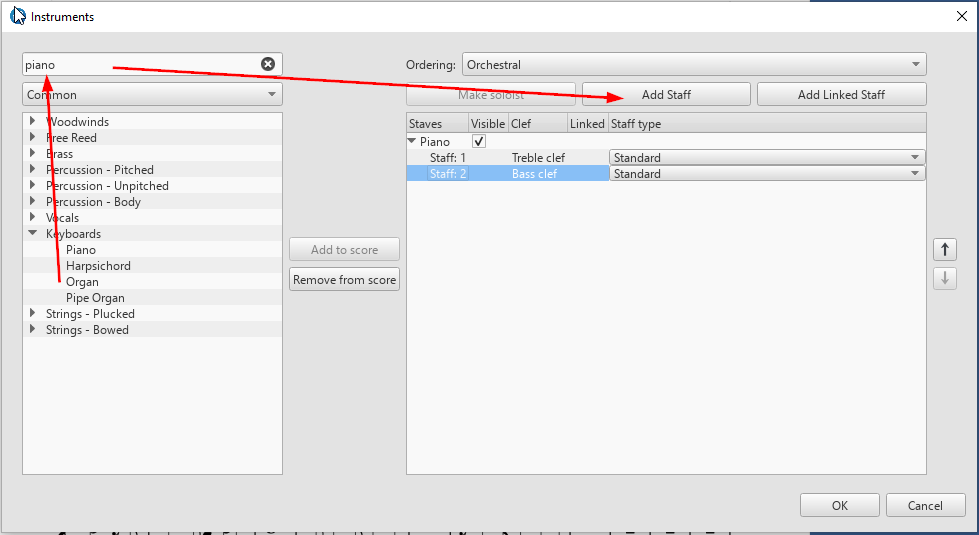 Instruments
piano
Ordering: Orchestral
Common
Make soloist Add Staff Add Linked Staff
Staves Visible Clef Linked Staff type
Woodwinds
Free Reed
Brass
Percussion - Pitched
Percussion - Unpitched
Percussion - Body
Vocals
Keyboards
Piano
Harpsichord
Organ
Pipe Organ
Strings - Plucked
Strings - Bowed
Add to score
Remove from score
Piano
Staff: 1 Treble clef Standard
Staff: 2 Bass clef Standard
OK Cancel